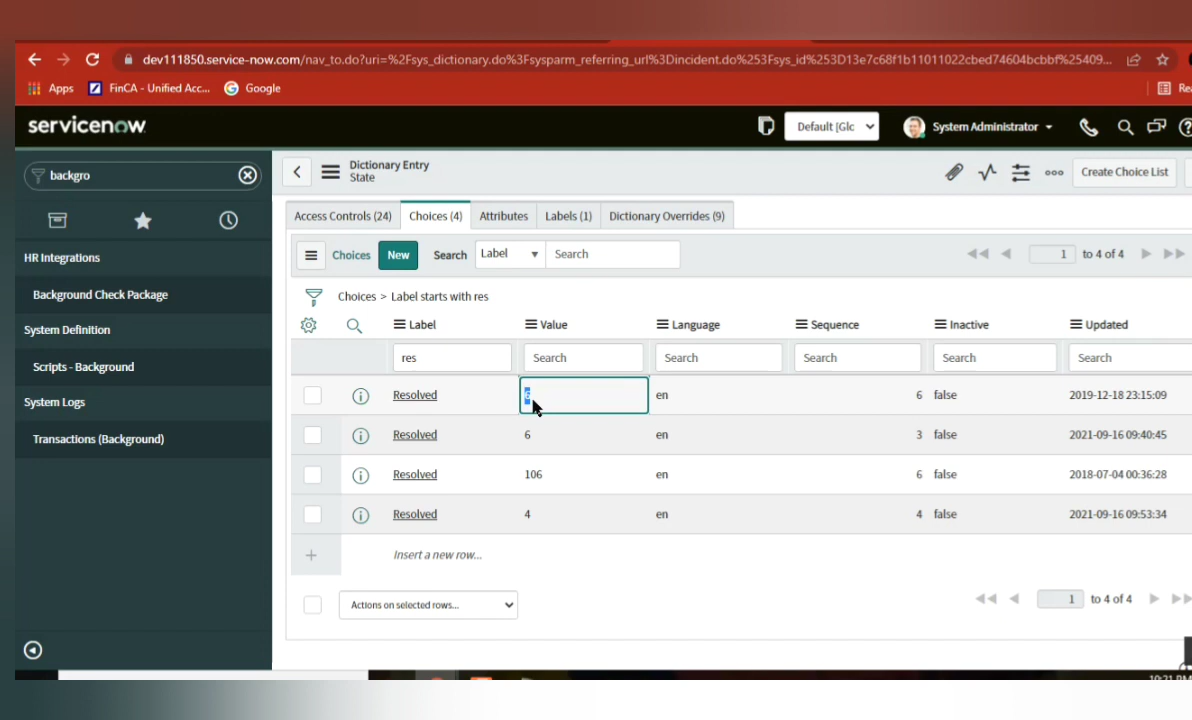 dev111850.service-now.com/nav_to.do?uri=%2Fsys_dictionary.do%3Fsysparm_referring_url%3Dincident.do%253Fsys_id%253D13e7c68f1b11011022cbed74604bcbbf%25409...
Apps FinCA - Unified Acc... Google
servicenow Default [Glc System Administrator
backgro
HR Integrations
Background Check Package
System Definition
Scripts - Background
System Logs
Transactions (Background)
Dictionary Entry
State
Create Choice List
Access Controls (24) Choices (4) Attributes Labels (1) Dictionary Overrides (9)
Choices New Search Label Search 1 to 4 of 4
Choices > Label starts with res
Label Value Language Sequence Inactive Updated
res Search Search Search Search Search
Resolved 6 en 6 false 2019-12-18 23:15:09
Resolved 6 en 3 false 2021-09-16 09:40:45
Resolved 106 en 6 false 2018-07-04 00:36:28
Resolved 4 en 4 false 2021-09-16 09:53:34
Insert a new row...
Actions on selected rows... 1 to 4 of 4